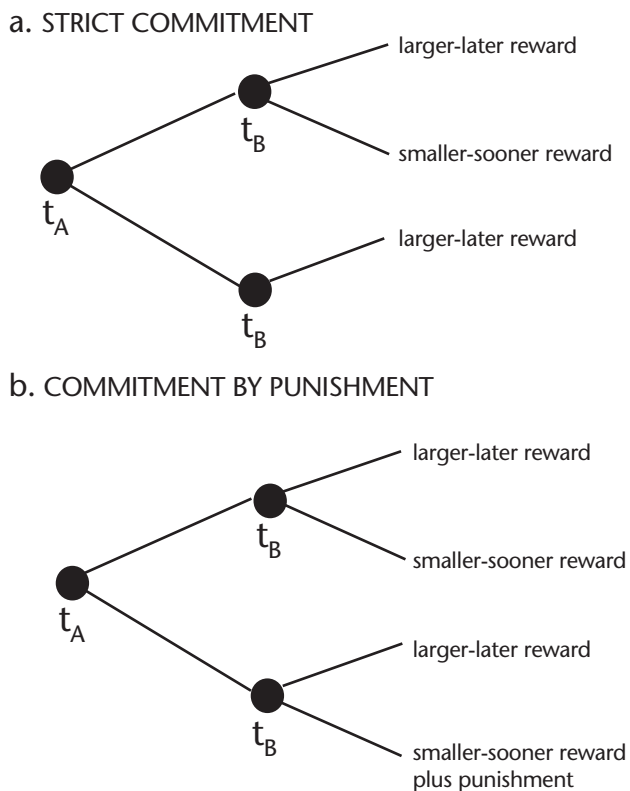 a. STRICT COMMITMENT
larger-later reward
t_B
smaller-sooner reward
t_A
larger-later reward
t_B
b. COMMITMENT BY PUNISHMENT
larger-later reward
t_B
smaller-sooner reward
t_A
larger-later reward
t_B
smaller-sooner reward
plus punishment